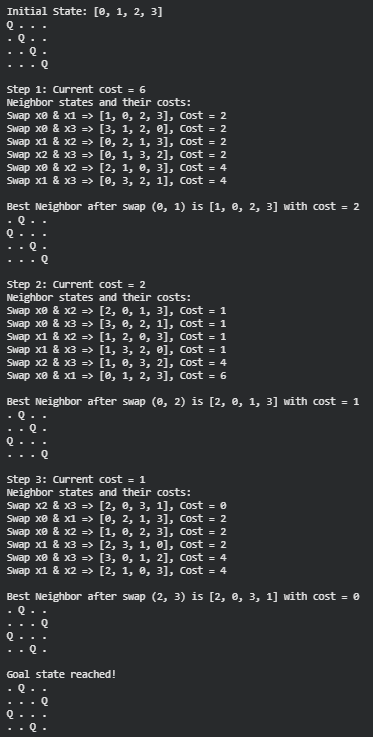 Initial State: [0, 1, 2, 3]
Q . . .
. Q . .
. . Q .
. . . Q
Step 1: Current cost = 6
Neighbor states and their costs:
Swap x0 & x1 => [1, 0, 2, 3], Cost = 2
Swap x0 & x3 => [3, 1, 2, 0], Cost = 2
Swap x1 & x2 => [0, 2, 1, 3], Cost = 2
Swap x2 & x3 => [0, 1, 3, 2], Cost = 2
Swap x0 & x2 => [2, 1, 0, 3], Cost = 4
Swap x1 & x3 => [0, 3, 2, 1], Cost = 4
Best Neighbor after swap (0, 1) is [1, 0, 2, 3] with cost = 2
. Q . .
Q . . .
. . Q .
. . . Q
Step 2: Current cost = 2
Neighbor states and their costs:
Swap x0 & x2 => [2, 0, 1, 3], Cost = 1
Swap x0 & x3 => [3, 0, 2, 1], Cost = 1
Swap x1 & x2 => [1, 2, 0, 3], Cost = 1
Swap x1 & x3 => [1, 3, 2, 0], Cost = 1
Swap x2 & x3 => [1, 0, 3, 2], Cost = 4
Swap x0 & x1 => [0, 1, 2, 3], Cost = 6
Best Neighbor after swap (0, 2) is [2, 0, 1, 3] with cost = 1
. Q . .
. . Q .
Q . . .
. . . Q
Step 3: Current cost = 1
Neighbor states and their costs:
Swap x2 & x3 => [2, 0, 3, 1], Cost = 0
Swap x0 & x1 => [0, 2, 1, 3], Cost = 2
Swap x0 & x2 => [1, 0, 2, 3], Cost = 2
Swap x1 & x3 => [2, 3, 1, 0], Cost = 2
Swap x0 & x3 => [3, 0, 1, 2], Cost = 4
Swap x1 & x2 => [2, 1, 0, 3], Cost = 4
Best Neighbor after swap (2, 3) is [2, 0, 3, 1] with cost = 0
. Q . .
. . . Q
Q . . .
. . Q .
Goal state reached!
. Q . .
. . . Q
Q . . .
. . Q .